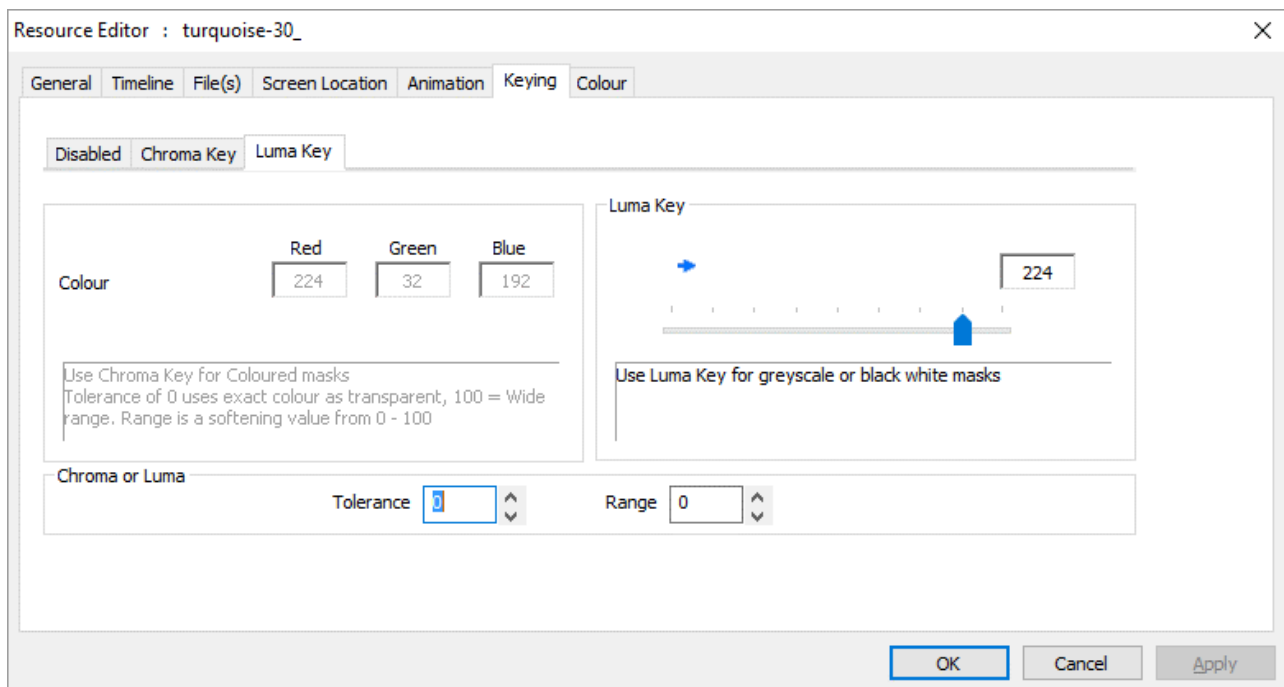 Resource Editor : turquoise-30_
General Timeline File(s) Screen Location Animation Keying Colour
Disabled Chroma Key Luma Key
Luma Key
Red Green Blue
Colour 224 32 192
224
Use Chroma Key for Coloured masks
Tolerance of 0 uses exact colour as transparent, 100 = Wide
range. Range is a softening value from 0 - 100
Use Luma Key for greyscale or black white masks
Chroma or Luma
Tolerance 0 Range 0
OK Cancel Apply